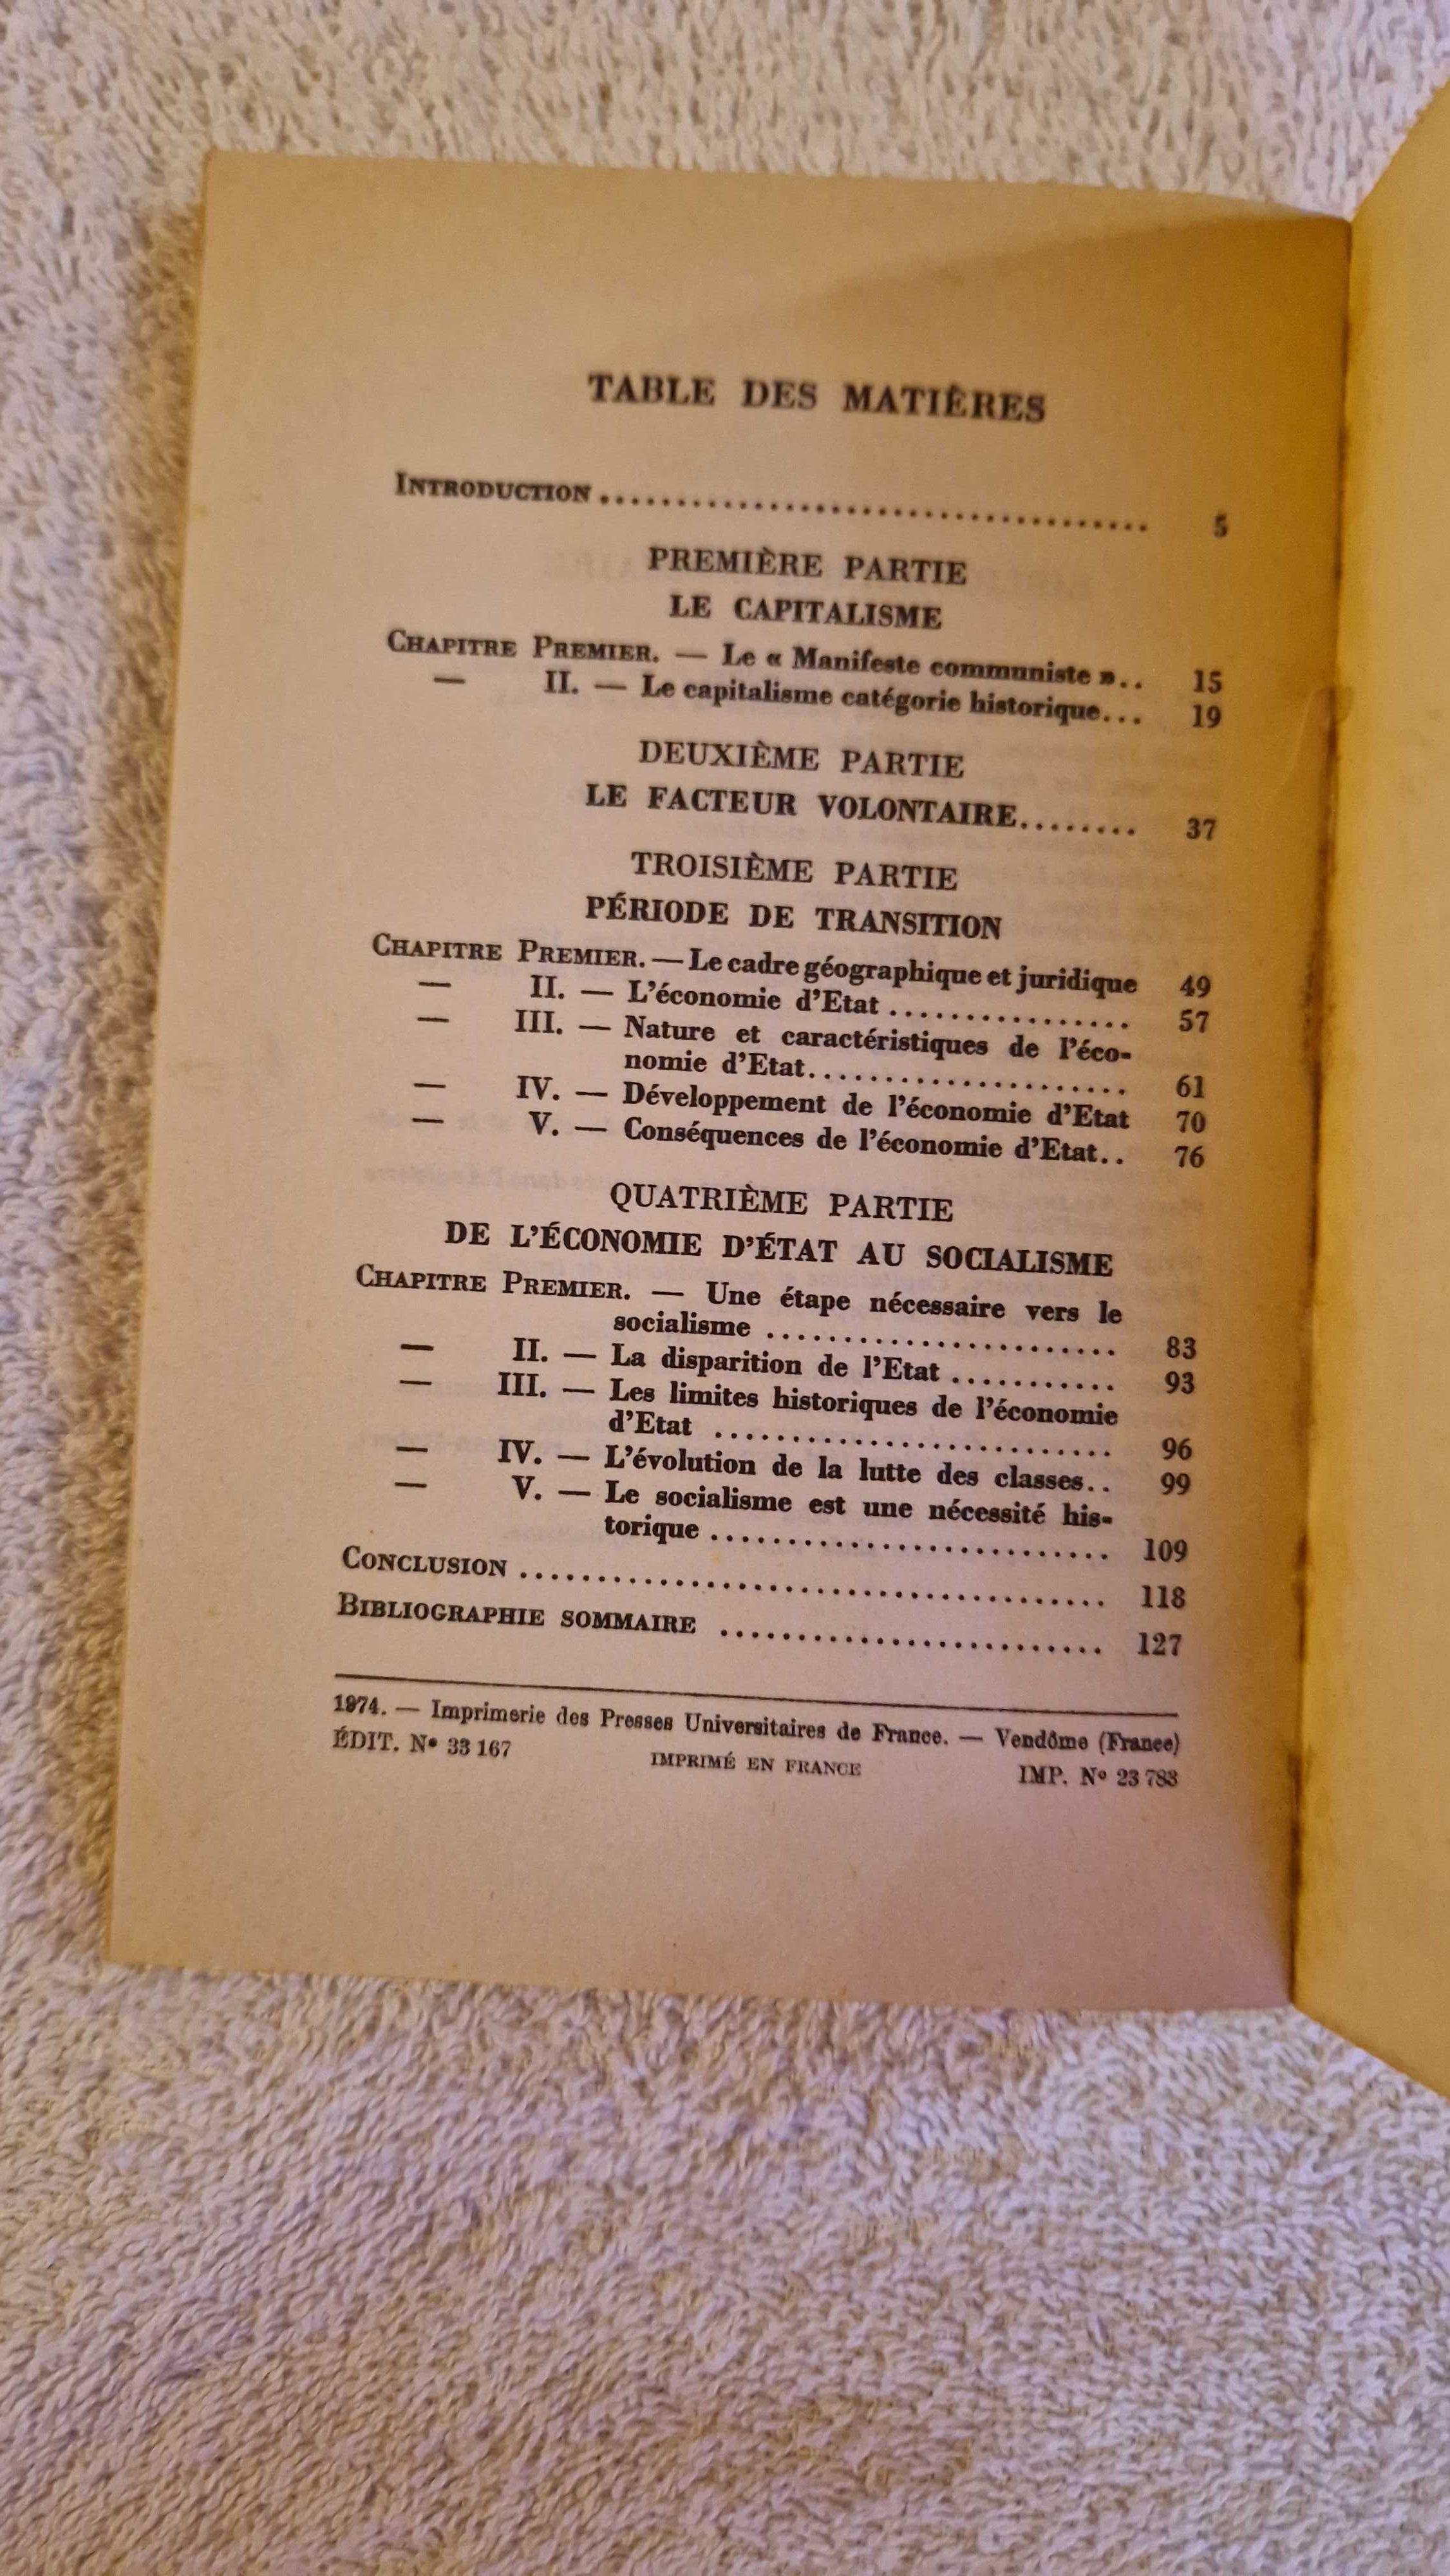 TABLE DES MATIÈRES
INTRODUCTION ................................... 5
PREMIÈRE PARTIE
LE CAPITALISME
CHAPITRE PREMIER. — Le « Manifeste communiste ».. 15
— II. — Le capitalisme catégorie historique... 19
DEUXIÈME PARTIE
LE FACTEUR VOLONTAIRE........ 37
TROISIÈME PARTIE
PÉRIODE DE TRANSITION
CHAPITRE PREMIER. — Le cadre géographique et juridique 49
— II. — L'économie d'Etat ................ 57
— III. — Nature et caractéristiques de l'éco-
nomie d'Etat..................... 61
— IV. — Développement de l'économie d'Etat 70
— V. — Conséquences de l'économie d'Etat.. 76
QUATRIÈME PARTIE
DE L'ÉCONOMIE D'ÉTAT AU SOCIALISME
CHAPITRE PREMIER. — Une étape nécessaire vers le
socialisme ....................... 83
— II. — La disparition de l'Etat ........... 93
— III. — Les limites historiques de l'économie
d'Etat .......................... 96
— IV. — L'évolution de la lutte des classes.. 99
— V. — Le socialisme est une nécessité his-
torique .......................... 109
CONCLUSION ...................................... 118
BIBLIOGRAPHIE SOMMAIRE ......................... 127
1974. — Imprimerie des Presses Universitaires de France. — Vendôme (France)
ÉDIT. Nº 33 167 IMPRIMÉ EN FRANCE IMP. Nº 23 783